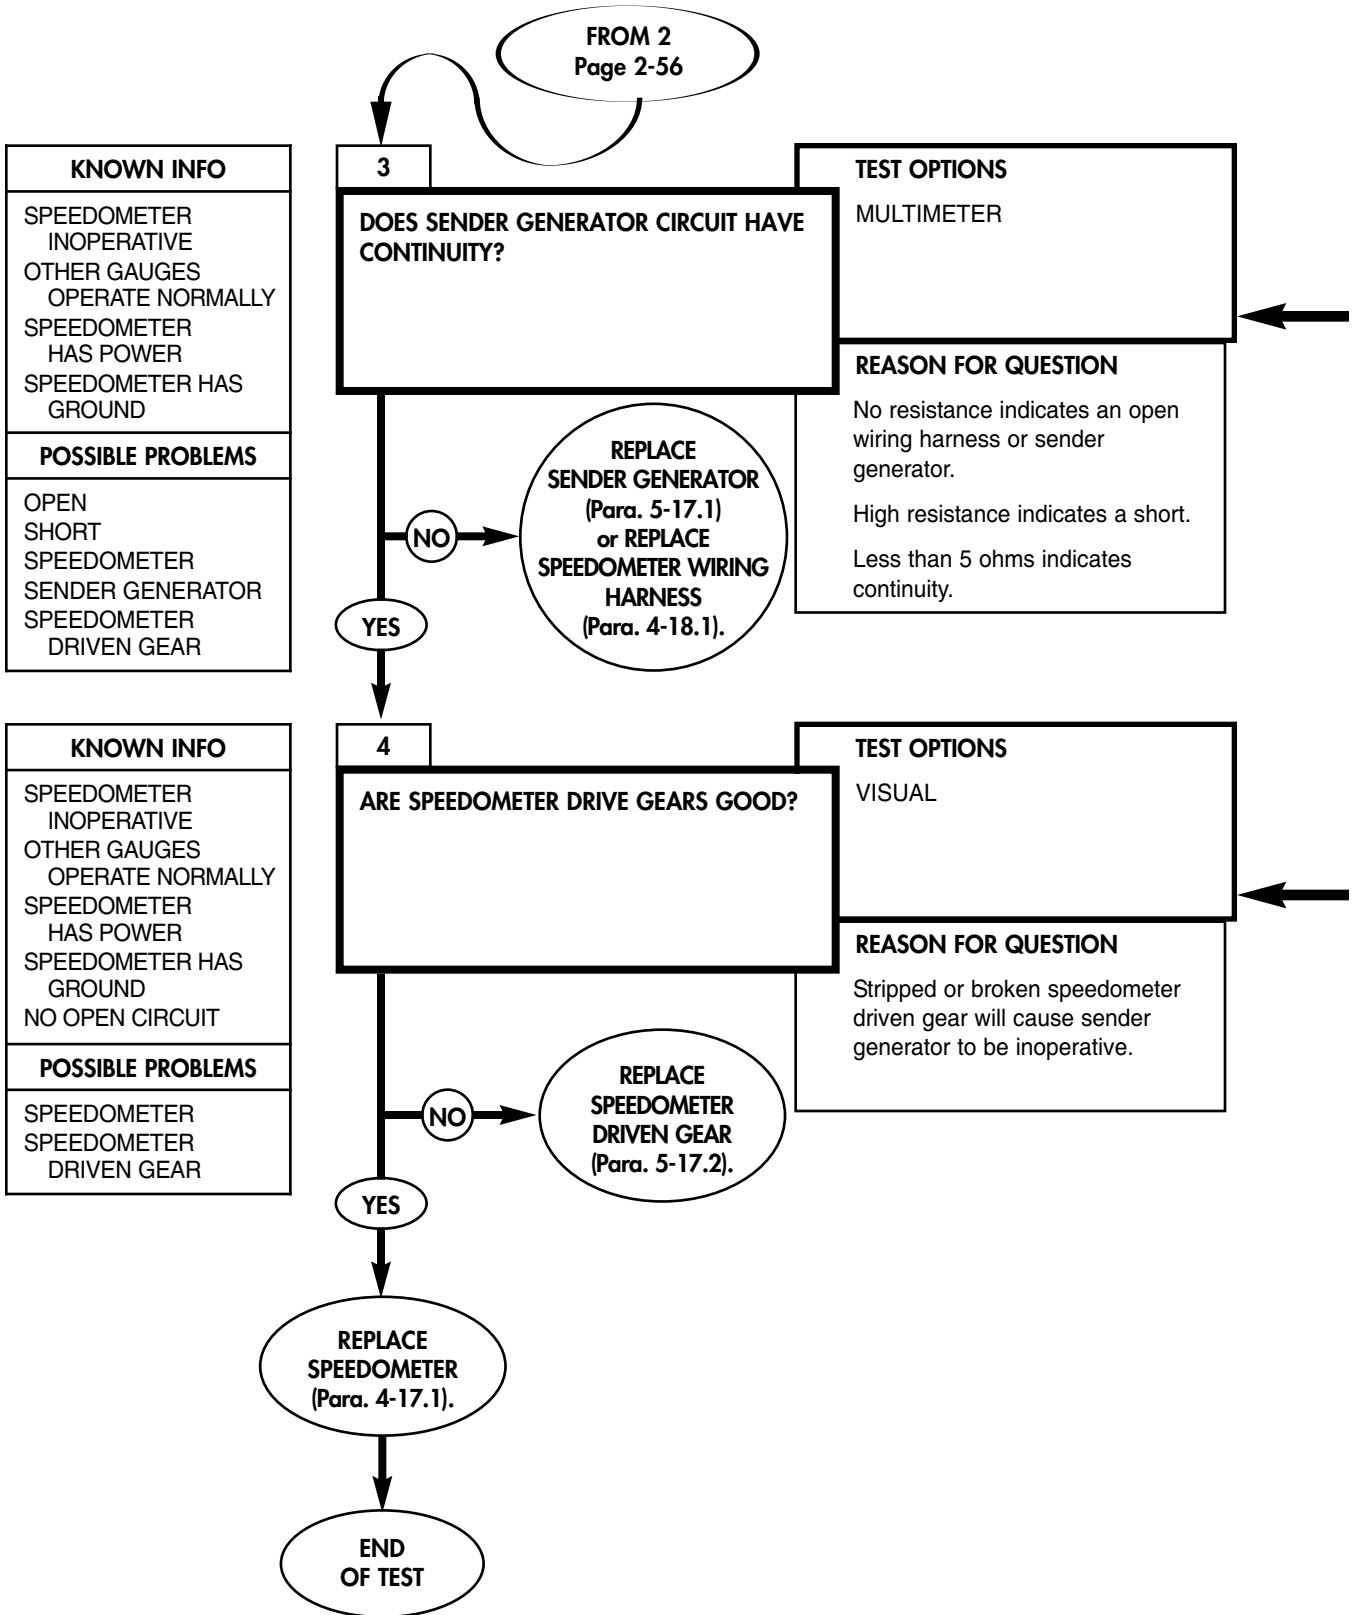 FROM 2
Page 2-56
KNOWN INFO
SPEEDOMETER
INOPERATIVE
OTHER GAUGES
OPERATE NORMALLY
SPEEDOMETER
HAS POWER
SPEEDOMETER HAS
GROUND
POSSIBLE PROBLEMS
OPEN
SHORT
SPEEDOMETER
SENDER GENERATOR
SPEEDOMETER
DRIVEN GEAR
3
DOES SENDER GENERATOR CIRCUIT HAVE
CONTINUITY?
TEST OPTIONS
MULTIMETER
REASON FOR QUESTION
No resistance indicates an open
wiring harness or sender
generator.
High resistance indicates a short.
Less than 5 ohms indicates
continuity.
NO
REPLACE
SENDER GENERATOR
(Para. 5-17.1)
or REPLACE
SPEEDOMETER WIRING
HARNESS
(Para. 4-18.1).
YES
KNOWN INFO
SPEEDOMETER
INOPERATIVE
OTHER GAUGES
OPERATE NORMALLY
SPEEDOMETER
HAS POWER
SPEEDOMETER HAS
GROUND
NO OPEN CIRCUIT
POSSIBLE PROBLEMS
SPEEDOMETER
SPEEDOMETER
DRIVEN GEAR
4
ARE SPEEDOMETER DRIVE GEARS GOOD?
TEST OPTIONS
VISUAL
REASON FOR QUESTION
Stripped or broken speedometer
driven gear will cause sender
generator to be inoperative.
NO
REPLACE
SPEEDOMETER
DRIVEN GEAR
(Para. 5-17.2).
YES
REPLACE
SPEEDOMETER
(Para. 4-17.1).
END
OF TEST